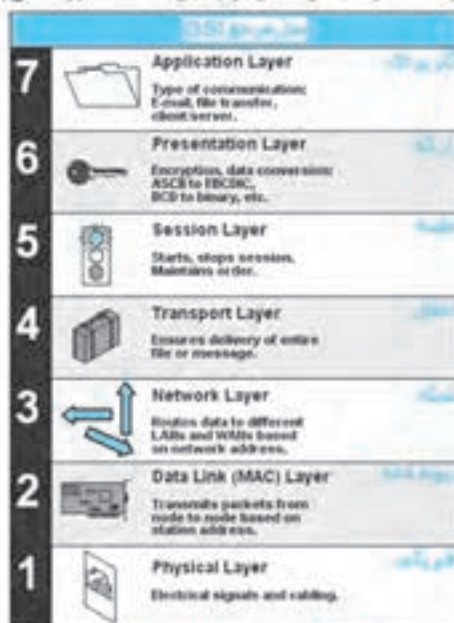 7
Application Layer
Type of communication:
E-mail, file transfer,
client/server.
6
Presentation Layer
Encryption, data conversion:
ASCII to EBCDIC,
BCD to binary, etc.
5
Session Layer
Starts, stops session.
Maintains order.
4
Transport Layer
Ensures delivery of entire
file or message.
3
Network Layer
Routes data to different
LANs and WANs based
on network address.
2
Data Link (MAC) Layer
Transmits packets from
node to node based on
station address.
1
Physical Layer
Electrical signals and cabling.